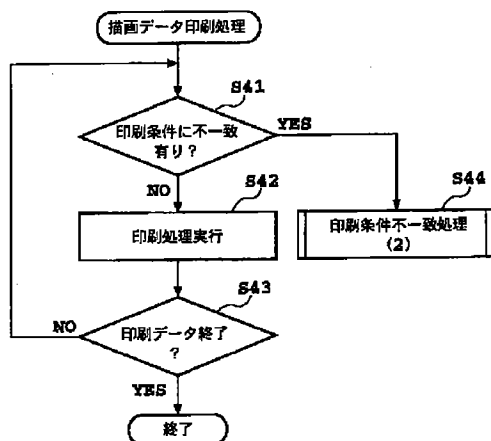 描画データ印刷処理
S41
印刷条件に不一致
有り？
YES
NO
S42
印刷処理実行
S44
印刷条件不一致処理
(2)
S43
印刷データ終了
？
NO
YES
終了